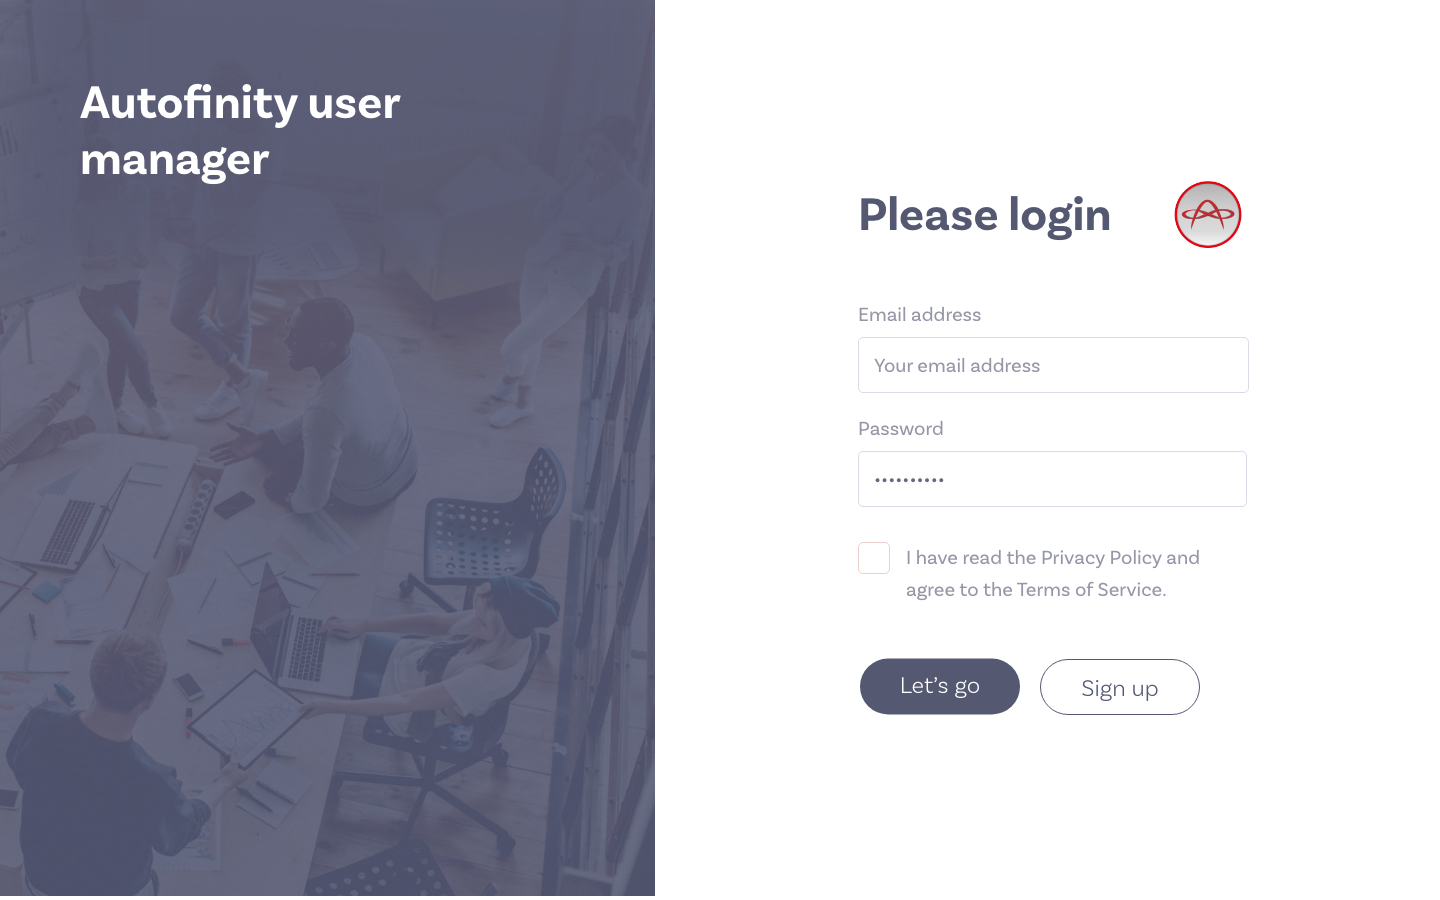 Autofinity user
manager
Please login
Email address
Your email address
Password
••••••••••
I have read the Privacy Policy and
agree to the Terms of Service.
Let’s go
Sign up